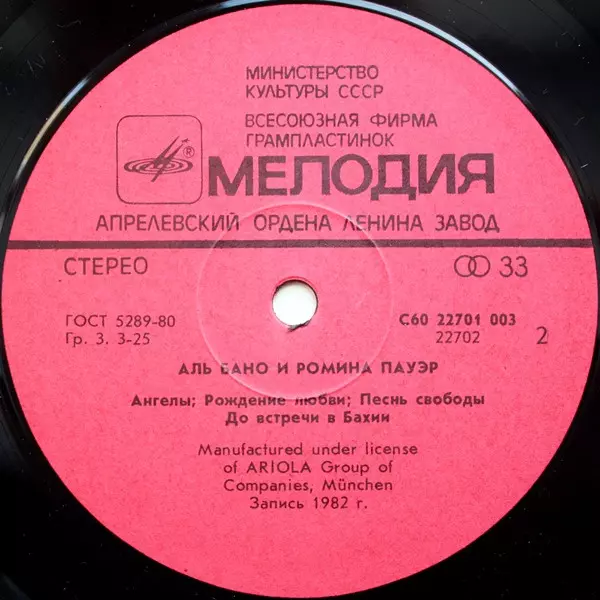 МИНИСТЕРСТВО
КУЛЬТУРЫ СССР
ВСЕСОЮЗНАЯ ФИРМА
ГРАМПЛАСТИНОК
® МЕЛОДИЯ
АПРЕЛЕВСКИЙ ОРДЕНА ЛЕНИНА ЗАВОД
СТЕРЕО 33
ГОСТ 5289-80 С60 22701 003
Гр. 3. 3-25 22702 2
АЛЬ БАНО И РОМИНА ПАУЭР
Ангелы; Рождение любви; Песнь свободы
До встречи в Бахии
Manufactured under license
of ARIOLA Group of
Companies, München
Запись 1982 г.